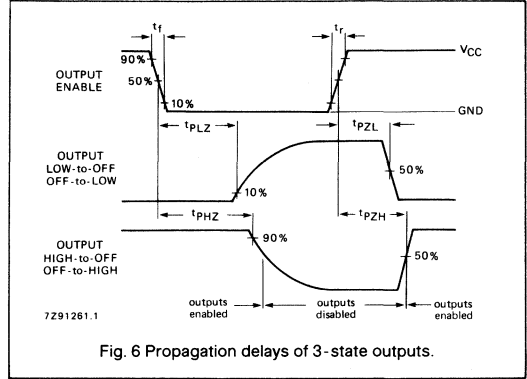 tf
tr
90%
50%
10%
VCC
OUTPUT
ENABLE
GND
tPLZ
tPZL
OUTPUT
LOW-to-OFF
OFF-to-LOW
10%
50%
tPHZ
tPZH
OUTPUT
HIGH-to-OFF
OFF-to-HIGH
90%
50%
outputs
enabled
outputs
disabled
outputs
enabled
7Z91261.1
Fig. 6 Propagation delays of 3-state outputs.